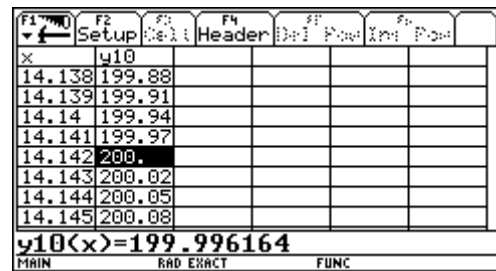 F1 F2 Setup F3 Cell F4 Header F5 Del Row F6 Ins Row
x y10
14.138 199.88
14.139 199.91
14.14 199.94
14.141 199.97
14.142 200.
14.143 200.02
14.144 200.05
14.145 200.08
y10(x)=199.996164
MAIN RAD EXACT FUNC